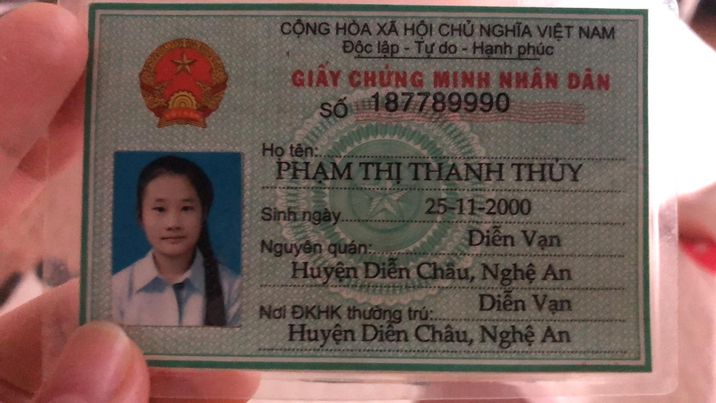 CỘNG HÒA XÃ HỘI CHỦ NGHĨA VIỆT NAM
Độc lập - Tự do - Hạnh phúc
GIẤY CHỨNG MINH NHÂN DÂN
SỐ 187789990
Họ tên:
PHẠM THỊ THANH THỦY
Sinh ngày 25-11-2000
Nguyên quán: Diễn Vạn
Huyện Diễn Châu, Nghệ An
Nơi ĐKHK thường trú: Diễn Vạn
Huyện Diễn Châu, Nghệ An